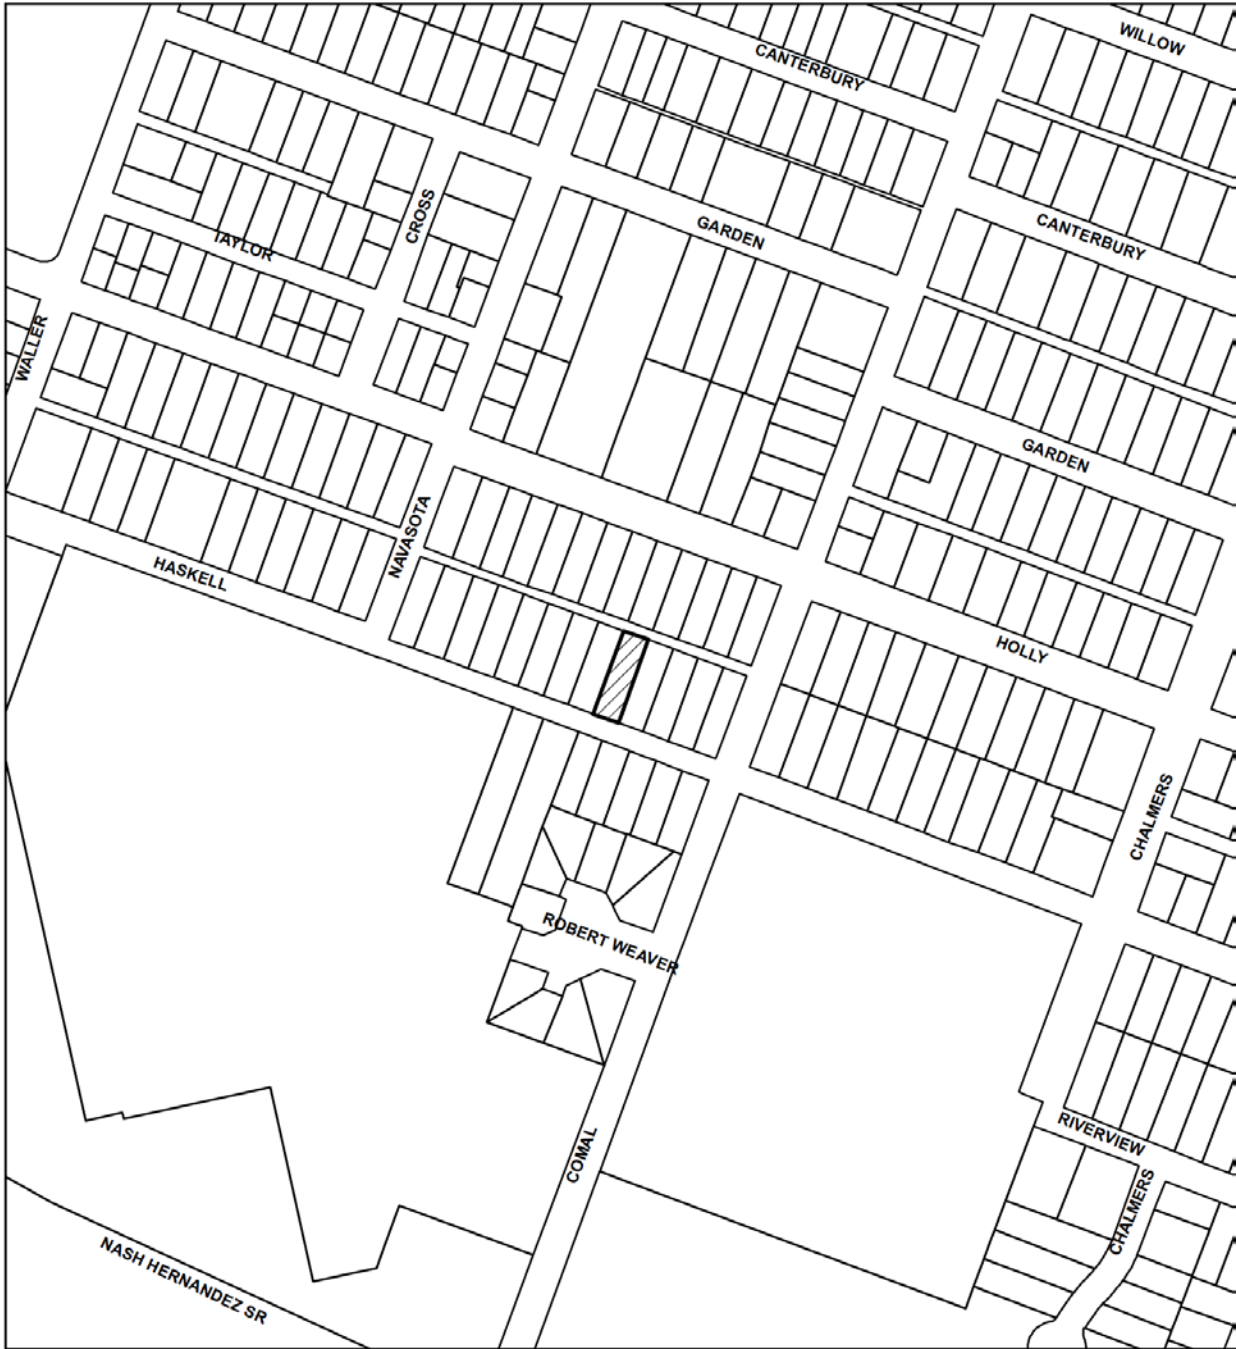 WILLOW
CANTERBURY
CROSS
GARDEN
CANTERBURY
TAYLOR
WALLER
GARDEN
NAVASOTA
HASKELL
HOLLY
CHALMERS
ROBERT WEAVER
COMAL
RIVERVIEW
CHALMERS
NASH HERNANDEZ SR